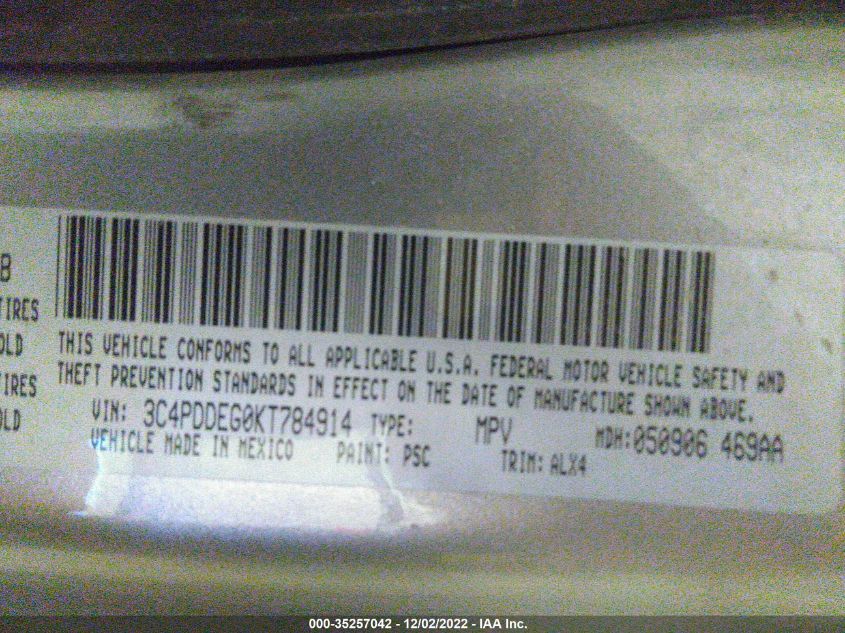 8
TIRES
OLD
TIRES
OLD
THIS VEHICLE CONFORMS TO ALL APPLICABLE U.S.A. FEDERAL MOTOR VEHICLE SAFETY AND
THEFT PREVENTION STANDARDS IN EFFECT ON THE DATE OF MANUFACTURE SHOWN ABOVE.
VIN: 3C4PDDEG0KT784914 TYPE: MPV MDH:050906 469AA
VEHICLE MADE IN MEXICO PAINT: PSC TRIM: ALX4
000-35257042 - 12/02/2022 - IAA Inc.